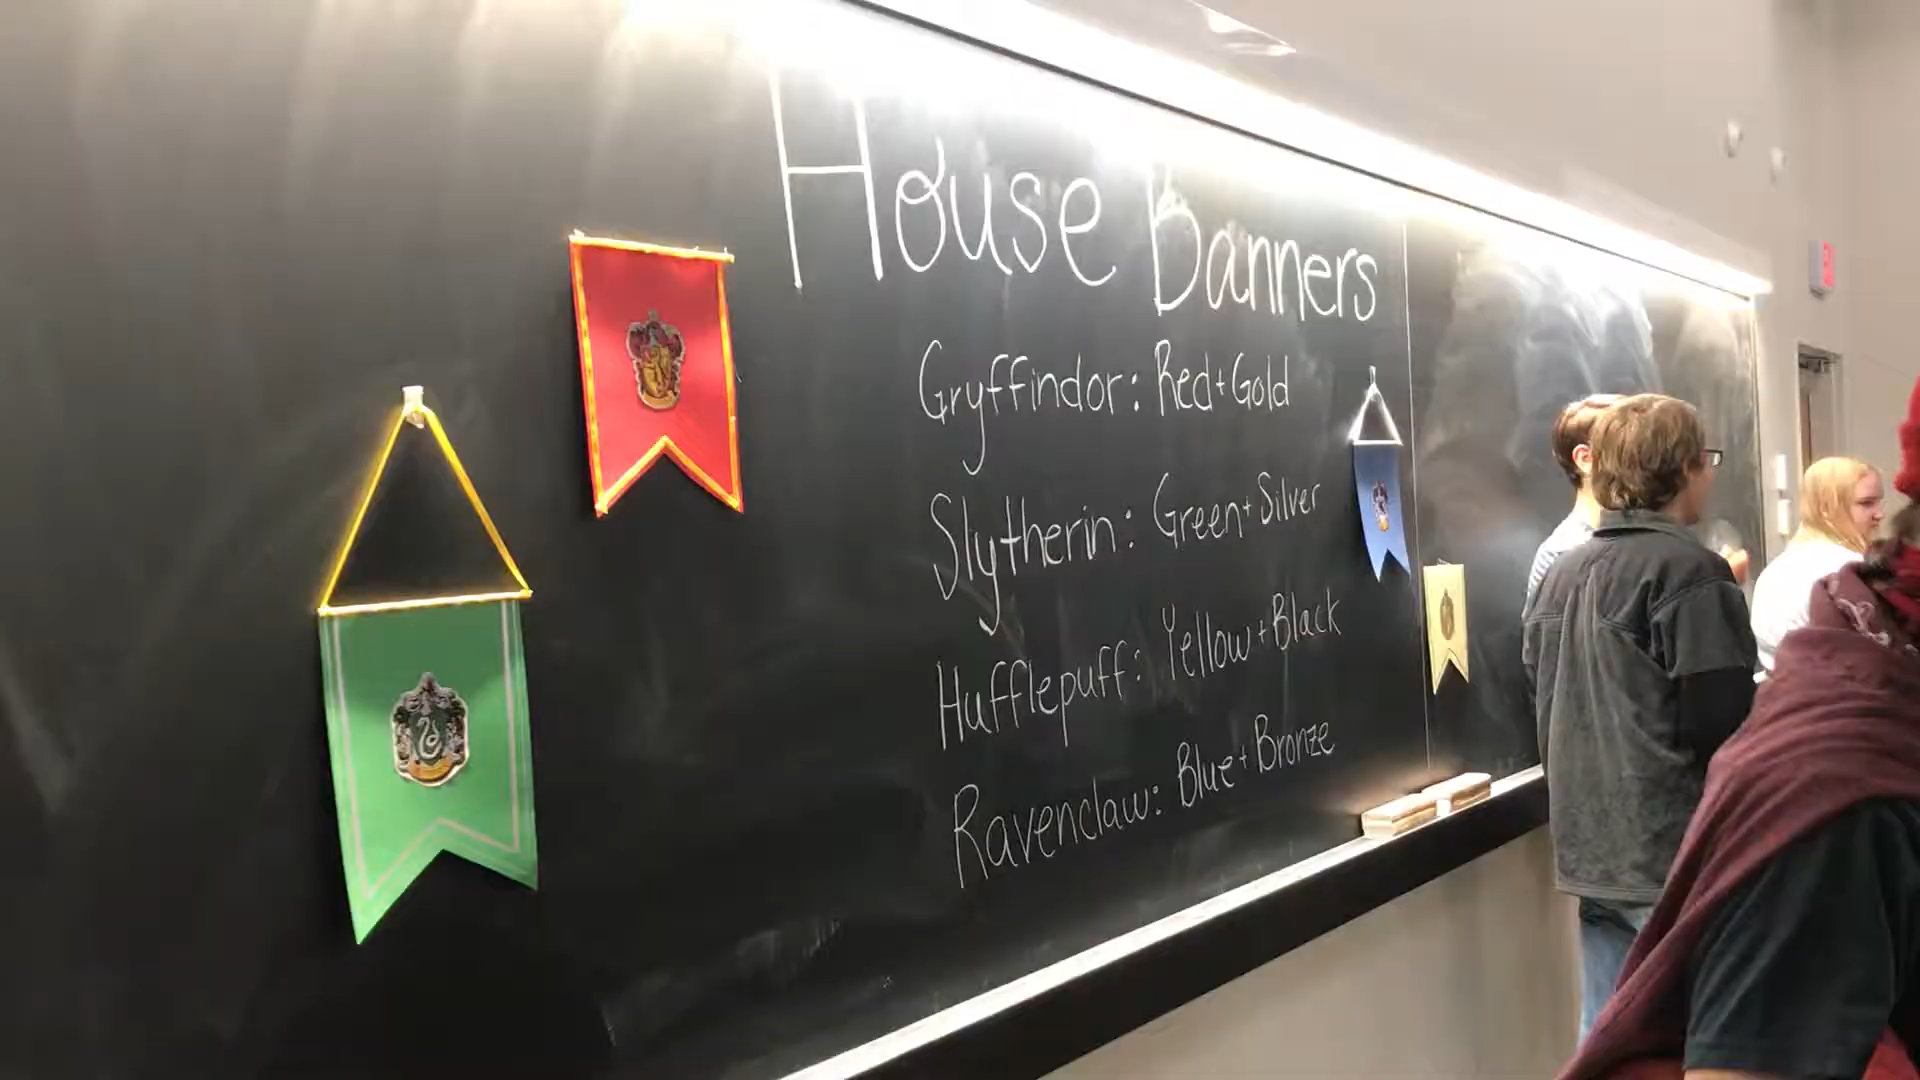 House Banners
Gryffindor: Red + Gold
Slytherin: Green + Silver
Hufflepuff: Yellow + Black
Ravenclaw: Blue + Bronze